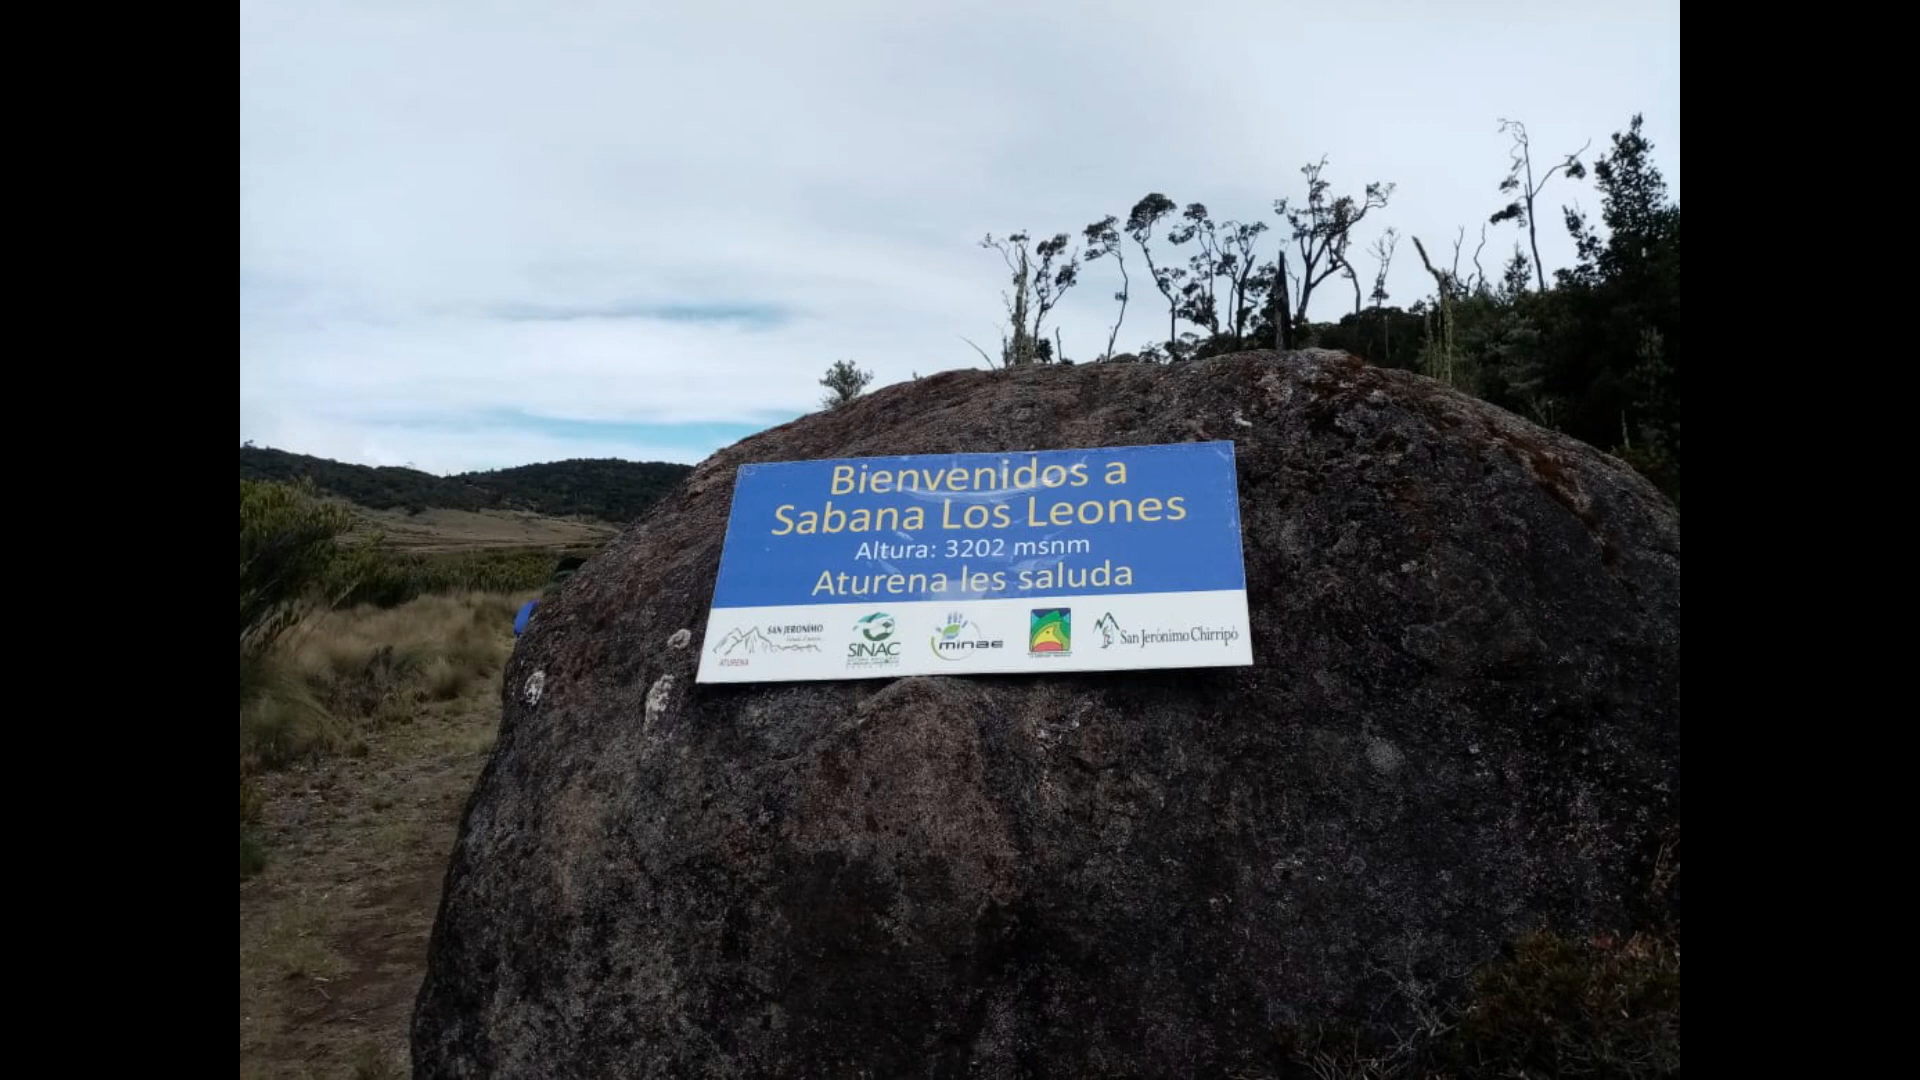 Bienvenidos a
Sabana Los Leones
Altura: 3202 msnm
Aturena les saluda
SAN JERONIMO
ATURENA
SINAC
minae
San Jerónimo Chirripó